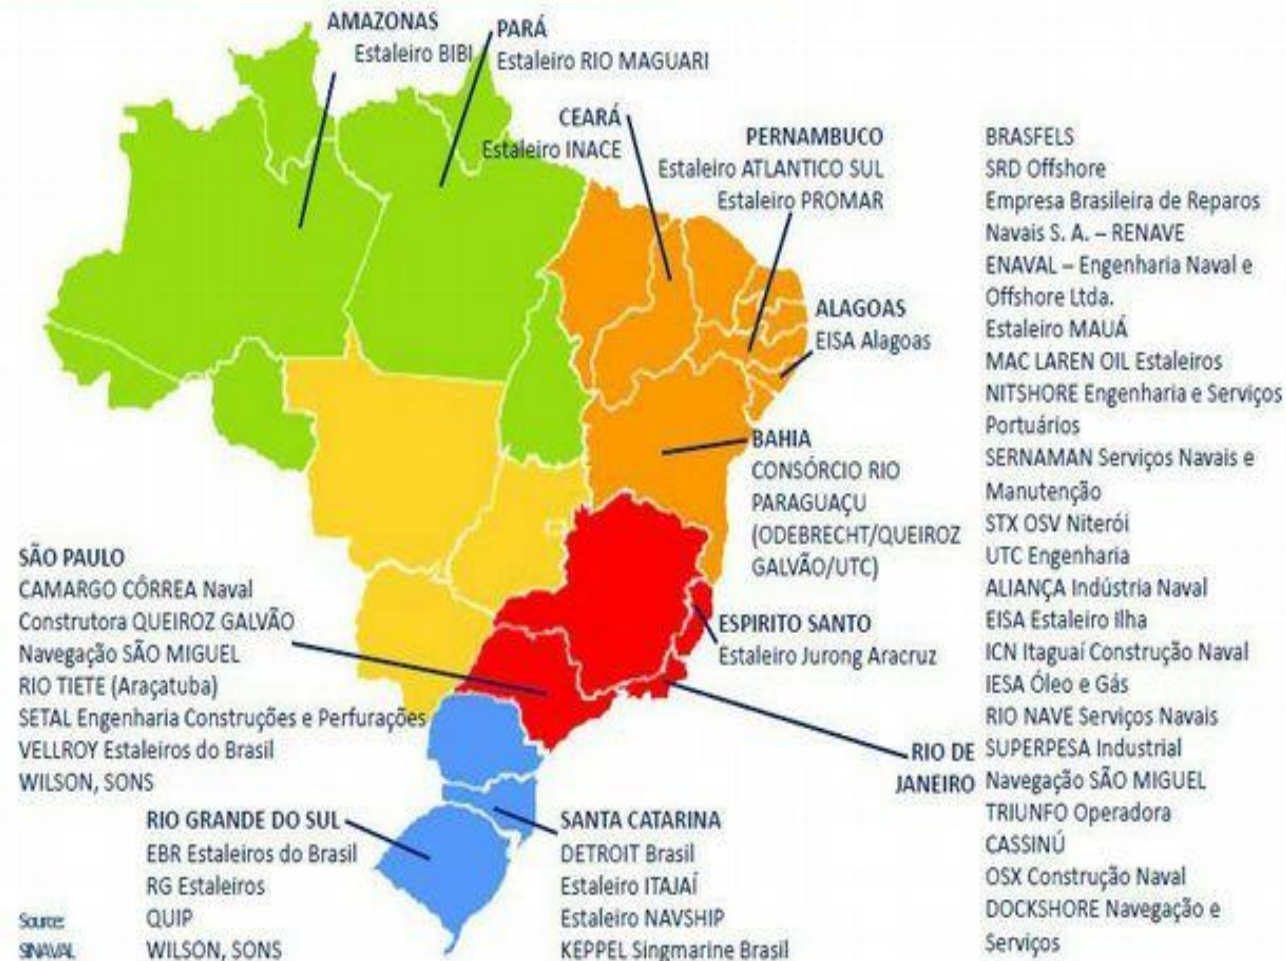 AMAZONAS
Estaleiro BIBI
PARÁ
Estaleiro RIO MAGUARI
CEARÁ
Estaleiro INACE
PERNAMBUCO
Estaleiro ATLANTICO SUL
Estaleiro PROMAR
ALAGOAS
EISA Alagoas
BAHIA
CONSÓRCIO RIO
PARAGUAÇU
(ODEBRECHT/QUEIROZ
GALVÃO/UTC)
ESPIRITO SANTO
Estaleiro Jurong Aracruz
RIO DE
JANEIRO
BRASFELS
SRD Offshore
Empresa Brasileira de Reparos
Navais S. A. – RENAVE
ENAVAL – Engenharia Naval e
Offshore Ltda.
Estaleiro MAUÁ
MAC LAREN OIL Estaleiros
NITSHORE Engenharia e Serviços
Portuários
SERNAMAN Serviços Navais e
Manutenção
STX OSV Niterói
UTC Engenharia
ALIANÇA Indústria Naval
EISA Estaleiro Ilha
ICN Itaguaí Construção Naval
IESA Óleo e Gás
RIO NAVE Serviços Navais
SUPERPESA Industrial
Navegação SÃO MIGUEL
TRIUNFO Operadora
CASSINÚ
OSX Construção Naval
DOCKSHORE Navegação e
Serviços
SÃO PAULO
CAMARGO CÔRREA Naval
Construtora QUEIROZ GALVÃO
Navegação SÃO MIGUEL
RIO TIETE (Araçatuba)
SETAL Engenharia Construções e Perfurações
VELLROY Estaleiros do Brasil
WILSON, SONS
RIO GRANDE DO SUL
EBR Estaleiros do Brasil
RG Estaleiros
QUIP
WILSON, SONS
SANTA CATARINA
DETROIT Brasil
Estaleiro ITAJAÍ
Estaleiro NAVSHIP
KEPPEL Singmarine Brasil
Source:
SINAVAL